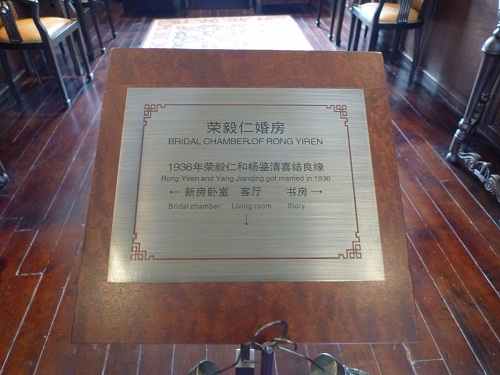 荣毅仁婚房
BRIDAL CHAMBER OF RONG YIREN
1936年荣毅仁和杨鉴清喜结良缘
Rong Yiren and Yang Jianqing got married in 1936
← 新房卧室 客厅 书房 →
Bridal chamber Living room Story
↓